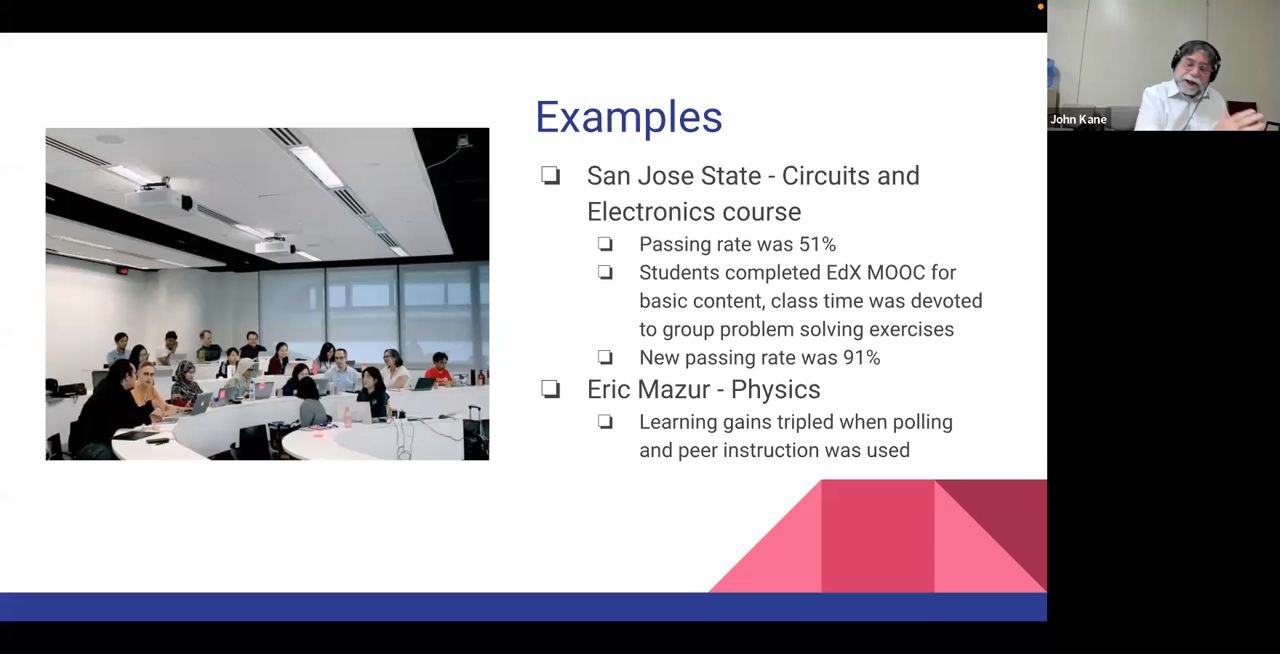 Examples
San Jose State - Circuits and
Electronics course
Passing rate was 51%
Students completed EdX MOOC for
basic content, class time was devoted
to group problem solving exercises
New passing rate was 91%
Eric Mazur - Physics
Learning gains tripled when polling
and peer instruction was used
John Kane